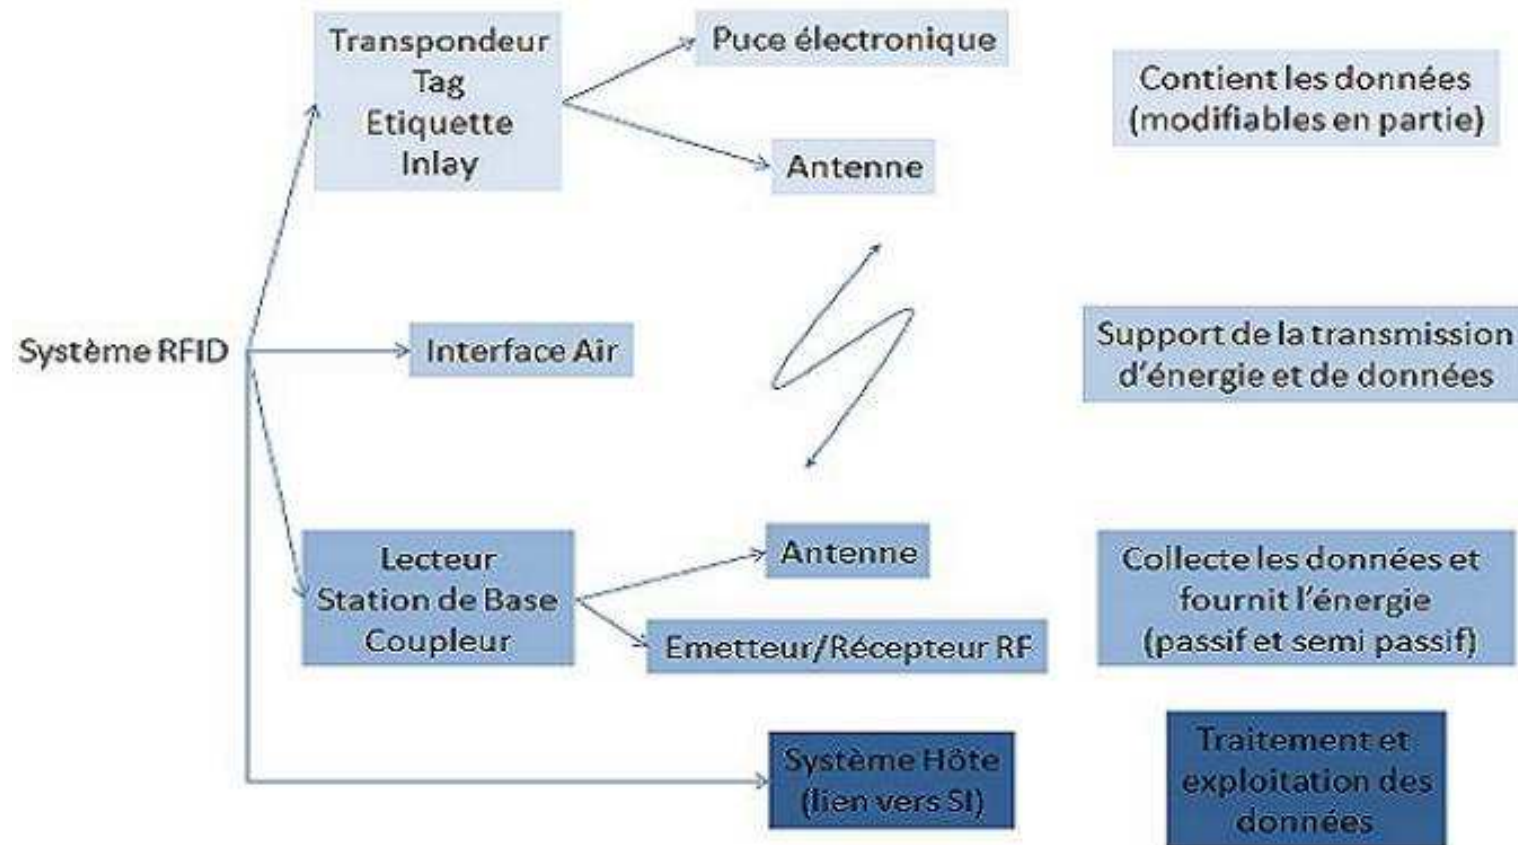 Transpondeur
Tag
Etiquette
Inlay
Puce électronique
Antenne
Contient les données
(modifiables en partie)
Système RFID
Interface Air
Support de la transmission
d'énergie et de données
Lecteur
Station de Base
Coupleur
Antenne
Emetteur/Récepteur RF
Collecte les données et
fournit l'énergie
(passif et semi passif)
Système Hôte
(lien vers SI)
Traitement et
exploitation des
données